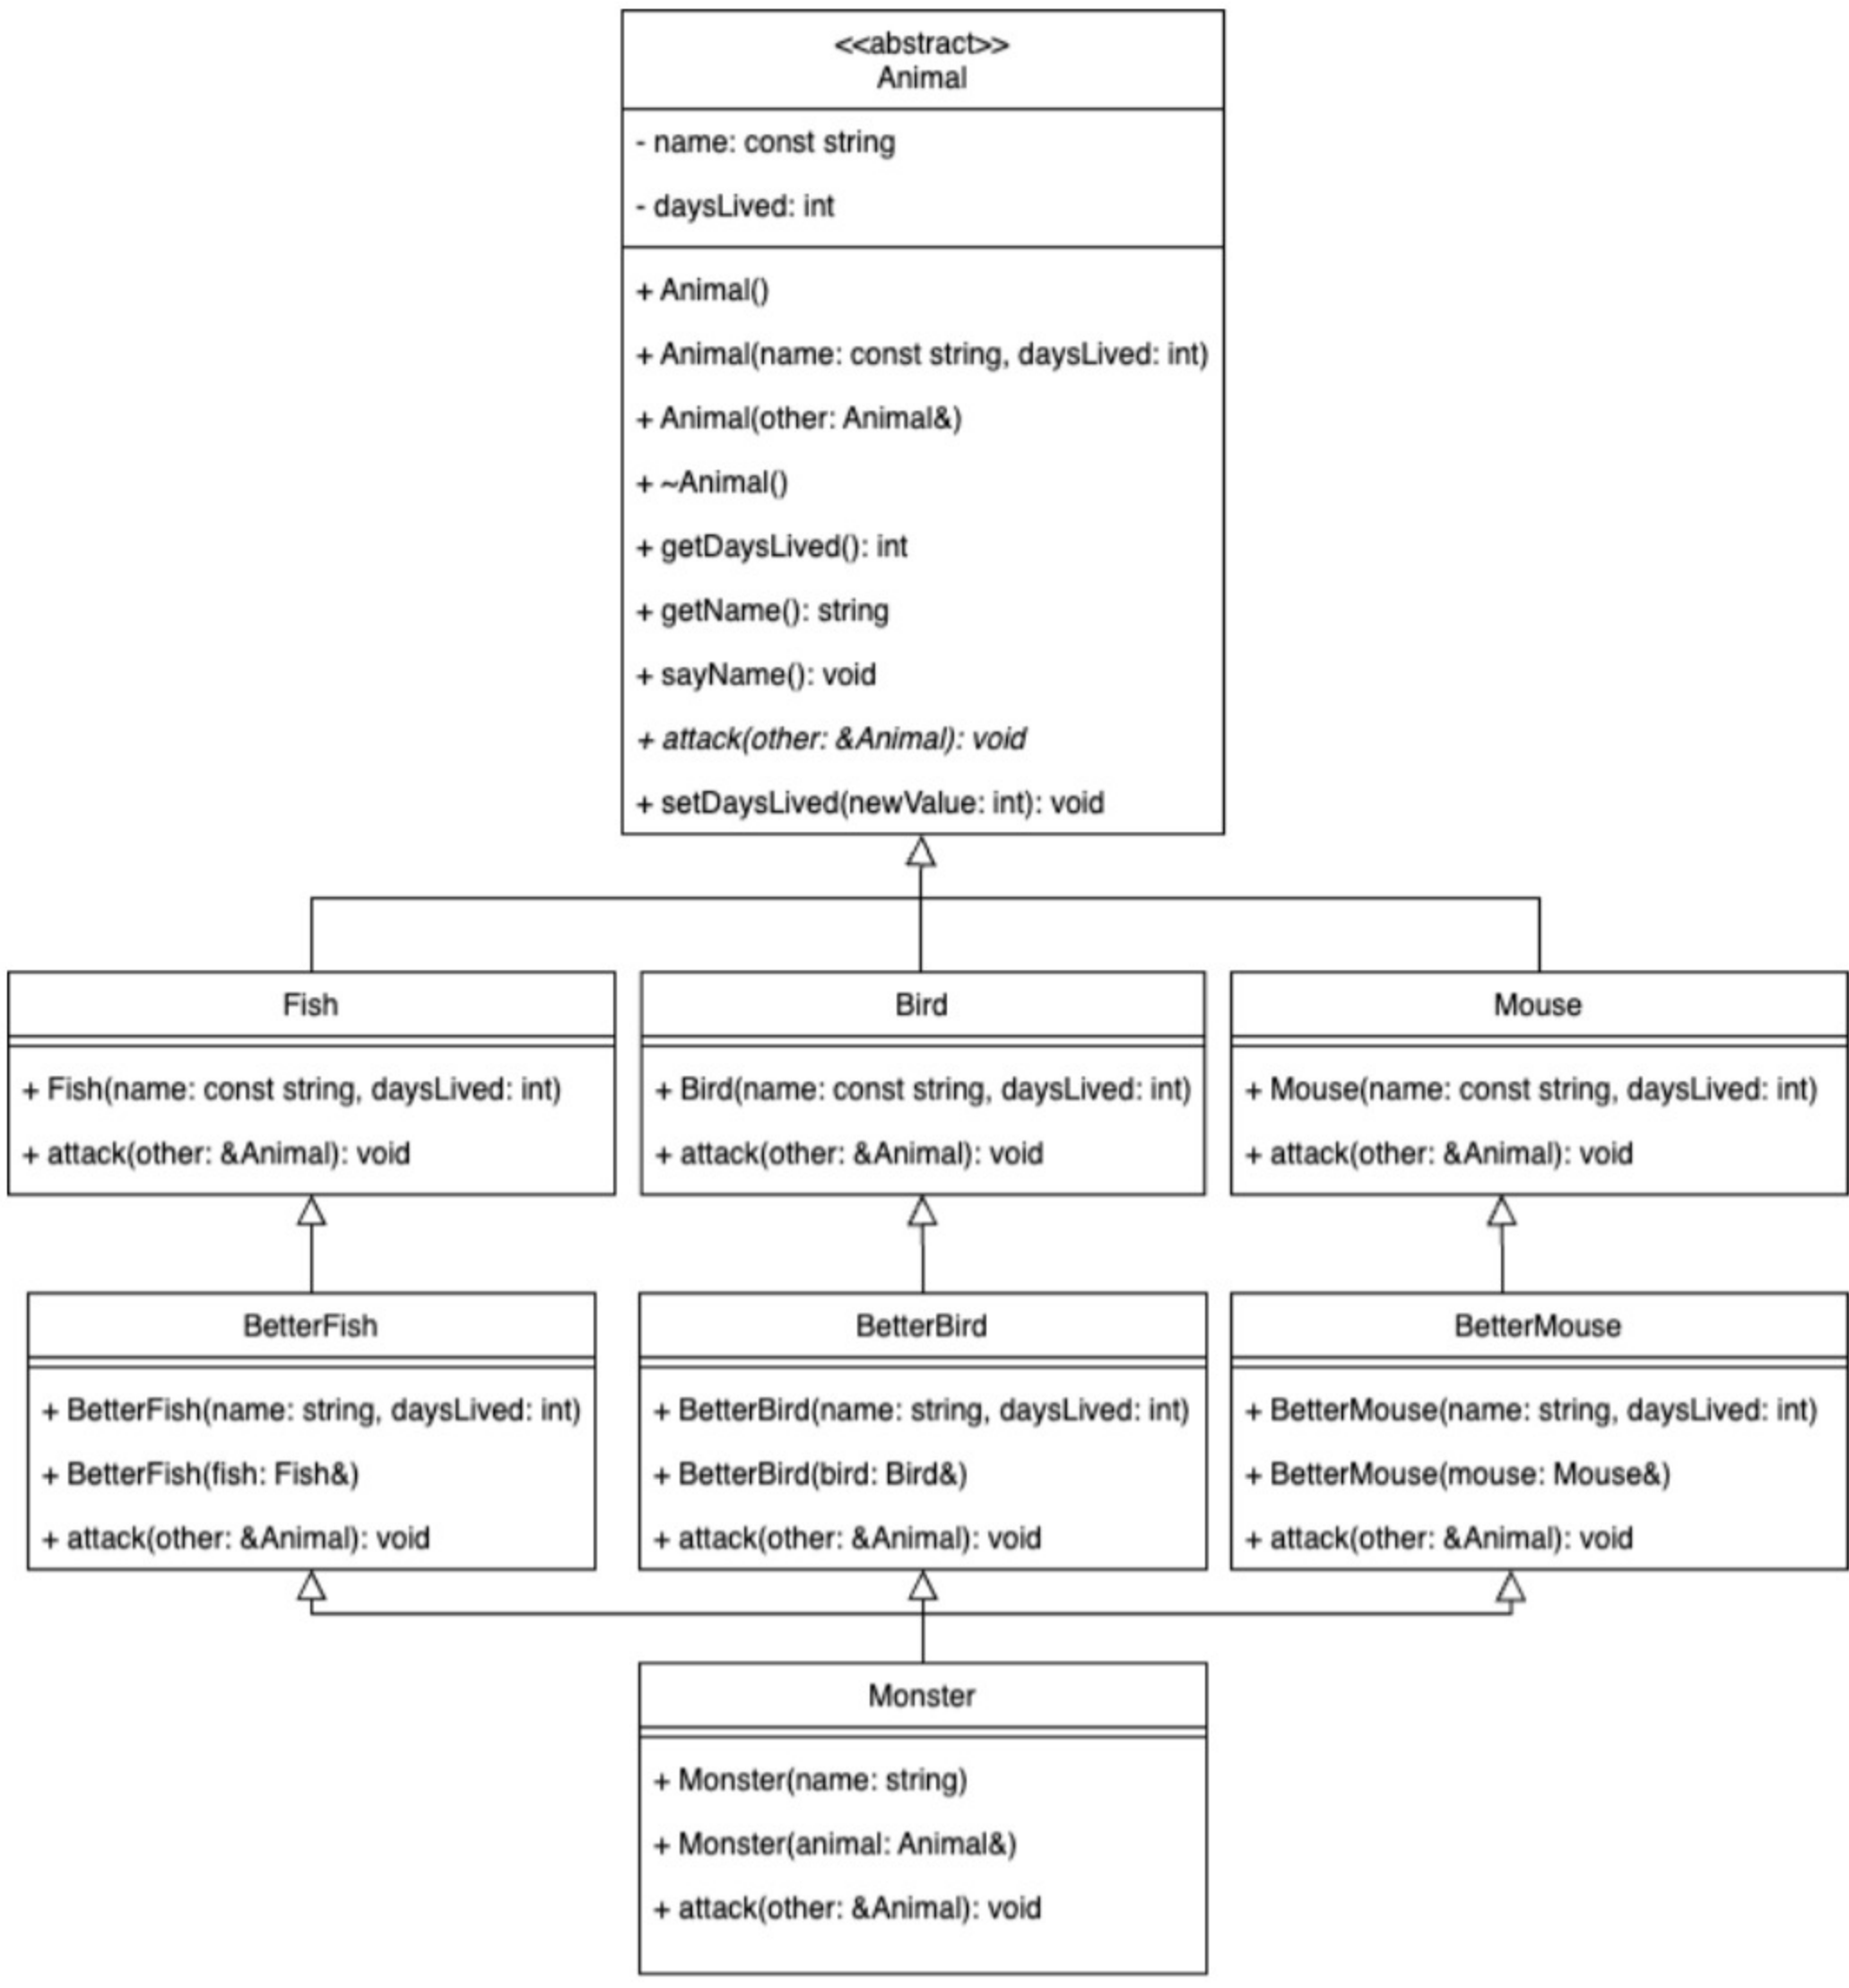 <<abstract>>
Animal
- name: const string
- daysLived: int
+ Animal()
+ Animal(name: const string, daysLived: int)
+ Animal(other: Animal&)
+ ~Animal()
+ getDaysLived(): int
+ getName(): string
+ sayName(): void
+ attack(other: &Animal): void
+ setDaysLived(newValue: int): void
Fish
+ Fish(name: const string, daysLived: int)
+ attack(other: &Animal): void
Bird
+ Bird(name: const string, daysLived: int)
+ attack(other: &Animal): void
Mouse
+ Mouse(name: const string, daysLived: int)
+ attack(other: &Animal): void
BetterFish
+ BetterFish(name: string, daysLived: int)
+ BetterFish(fish: Fish&)
+ attack(other: &Animal): void
BetterBird
+ BetterBird(name: string, daysLived: int)
+ BetterBird(bird: Bird&)
+ attack(other: &Animal): void
BetterMouse
+ BetterMouse(name: string, daysLived: int)
+ BetterMouse(mouse: Mouse&)
+ attack(other: &Animal): void
Monster
+ Monster(name: string)
+ Monster(animal: Animal&)
+ attack(other: &Animal): void